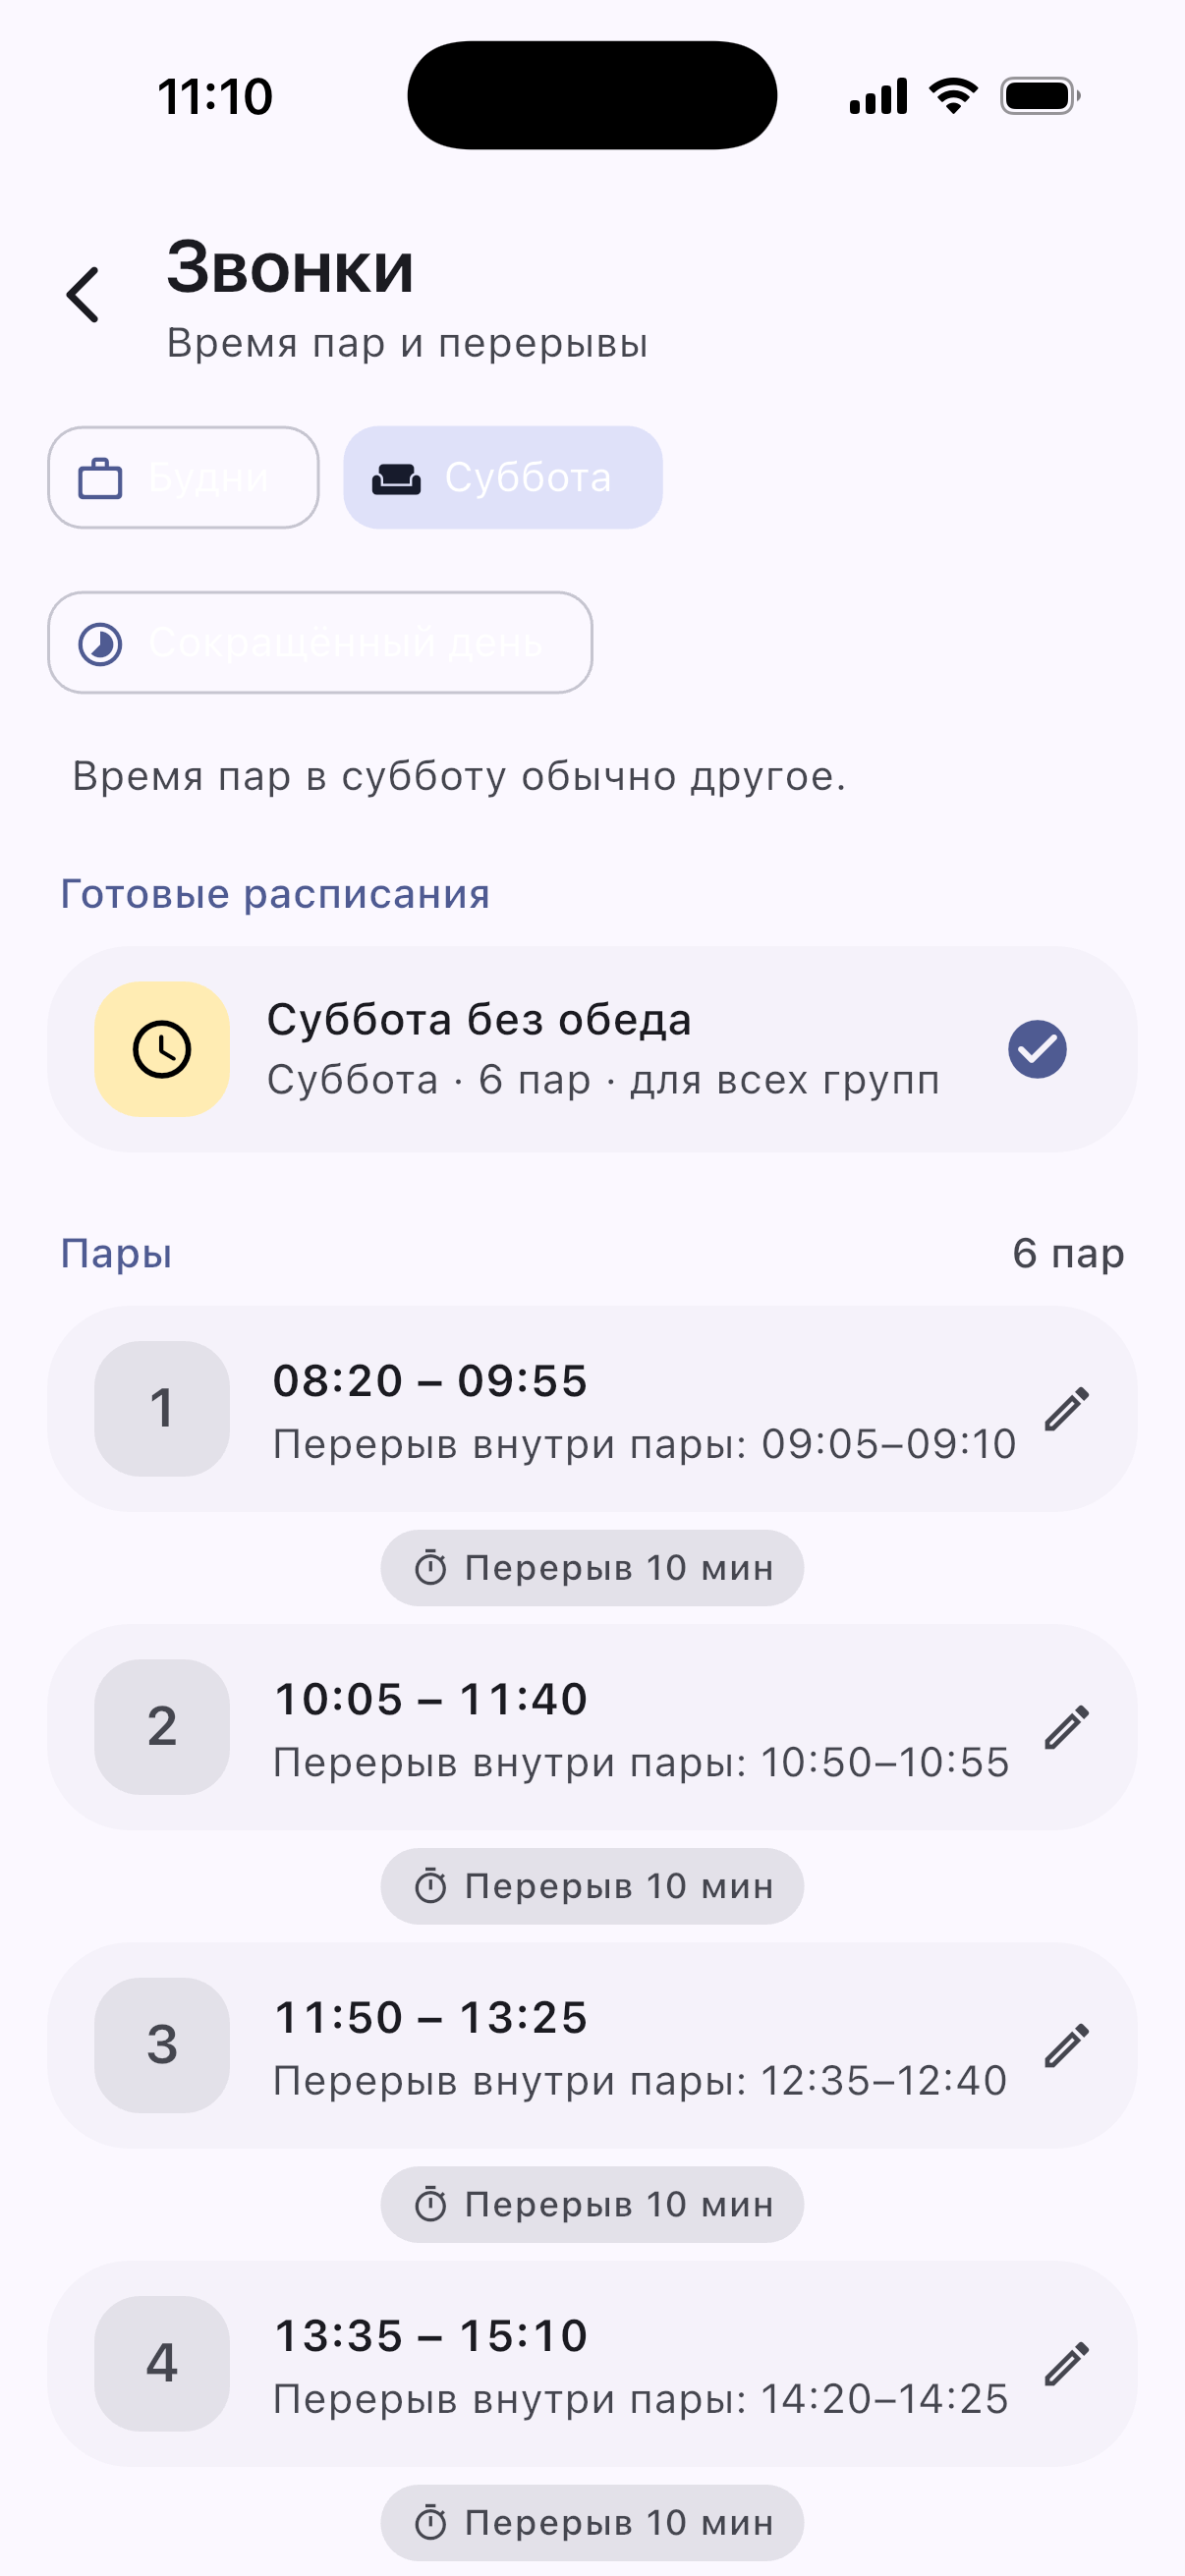 11:10
Звонки
Время пар и перерывы
Будни
Суббота
Сокращённый день
Время пар в субботу обычно другое.
Готовые расписания
Суббота без обеда
Суббота · 6 пар · для всех групп
Пары
6 пар
1
08:20 – 09:55
Перерыв внутри пары: 09:05–09:10
Перерыв 10 мин
2
10:05 – 11:40
Перерыв внутри пары: 10:50–10:55
Перерыв 10 мин
3
11:50 – 13:25
Перерыв внутри пары: 12:35–12:40
Перерыв 10 мин
4
13:35 – 15:10
Перерыв внутри пары: 14:20–14:25
Перерыв 10 мин